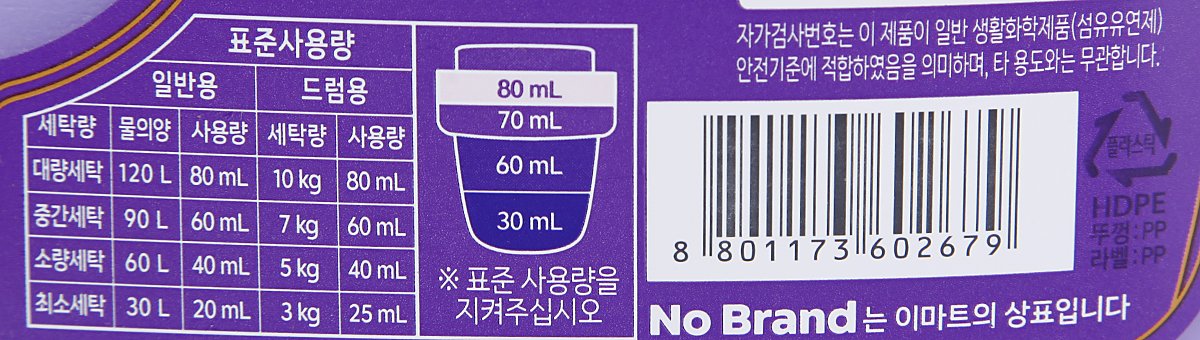 표준사용량
일반용 드럼용
세탁량 물의양 사용량 세탁량 사용량
대량세탁 120 L 80 mL 10 kg 80 mL
중간세탁 90 L 60 mL 7 kg 60 mL
소량세탁 60 L 40 mL 5 kg 40 mL
최소세탁 30 L 20 mL 3 kg 25 mL
80 mL
70 mL
60 mL
30 mL
※ 표준 사용량을
지켜주십시오
자가검사번호는 이 제품이 일반 생활화학제품(섬유유연제)
안전기준에 적합하였음을 의미하며, 타 용도와는 무관합니다.
8 801173 602679
플라스틱
HDPE
뚜껑 : PP
라벨 : PP
No Brand는 이마트의 상표입니다